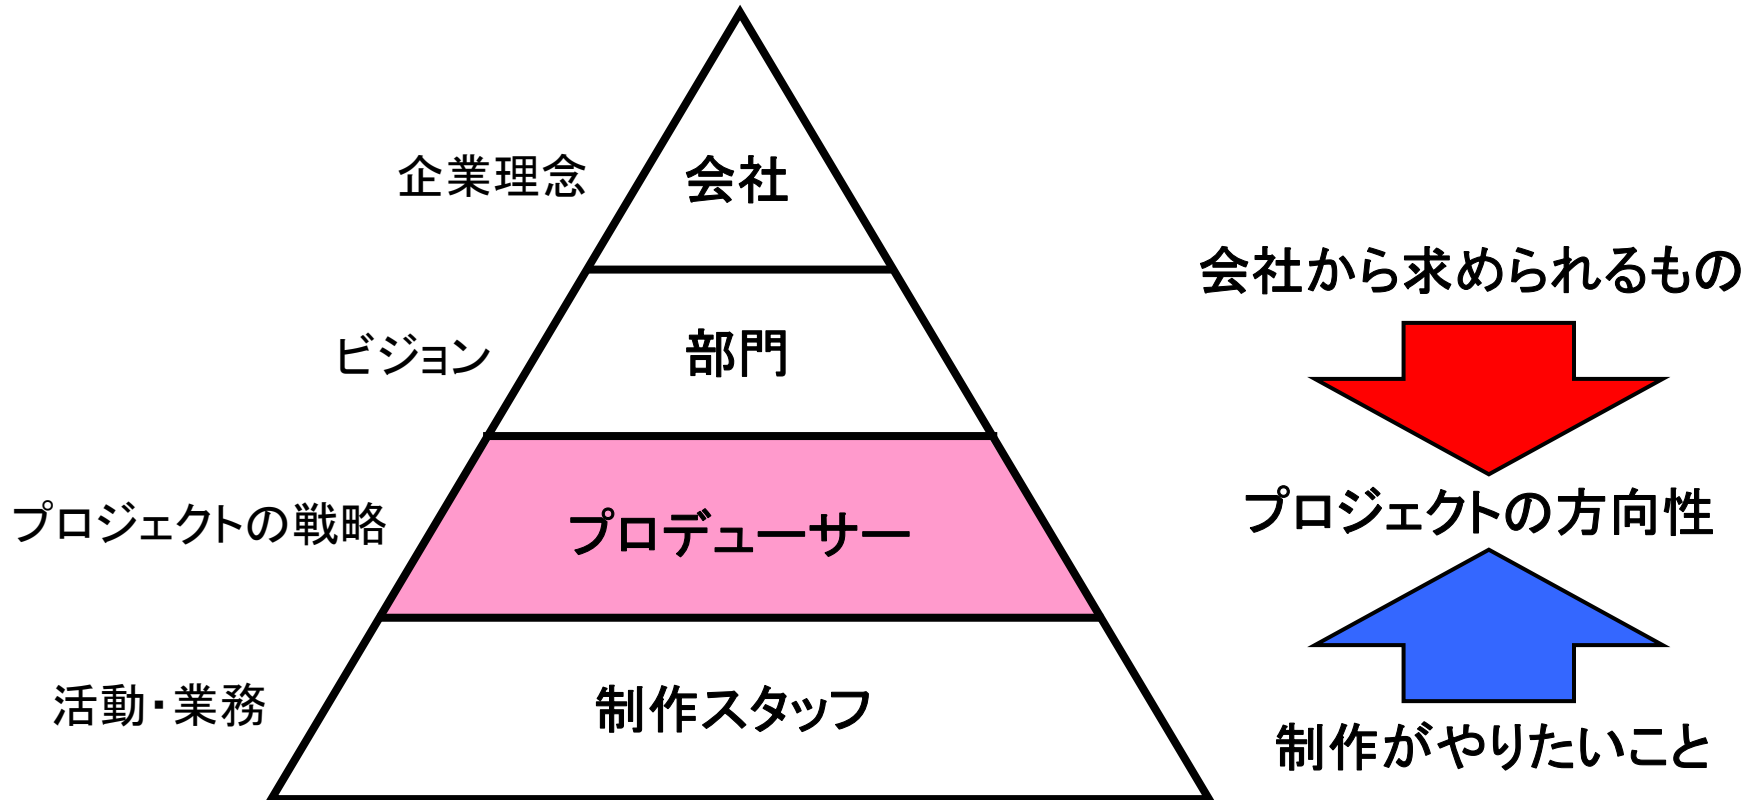 企業理念
会社
ビジョン
部門
プロジェクトの戦略
プロデューサー
活動・業務
制作スタッフ
会社から求められるもの
プロジェクトの方向性
制作がやりたいこと